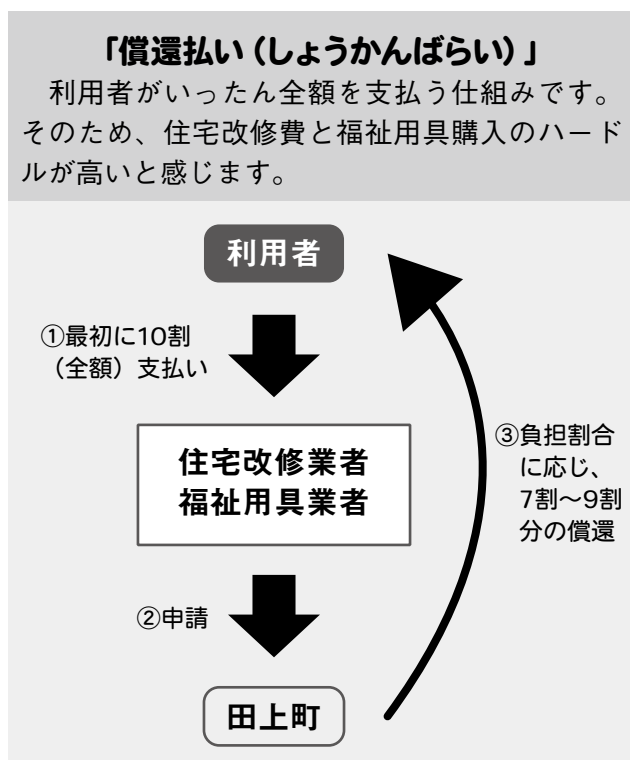 「償還払い（しょうかんばらい）」
利用者がいったん全額を支払う仕組みです。
そのため、住宅改修費と福祉用具購入のハード
ルが高いと感じます。
利用者
①最初に10割
（全額）支払い
住宅改修業者
福祉用具業者
③負担割合
に応じ、
7割～9割
分の償還
②申請
田上町